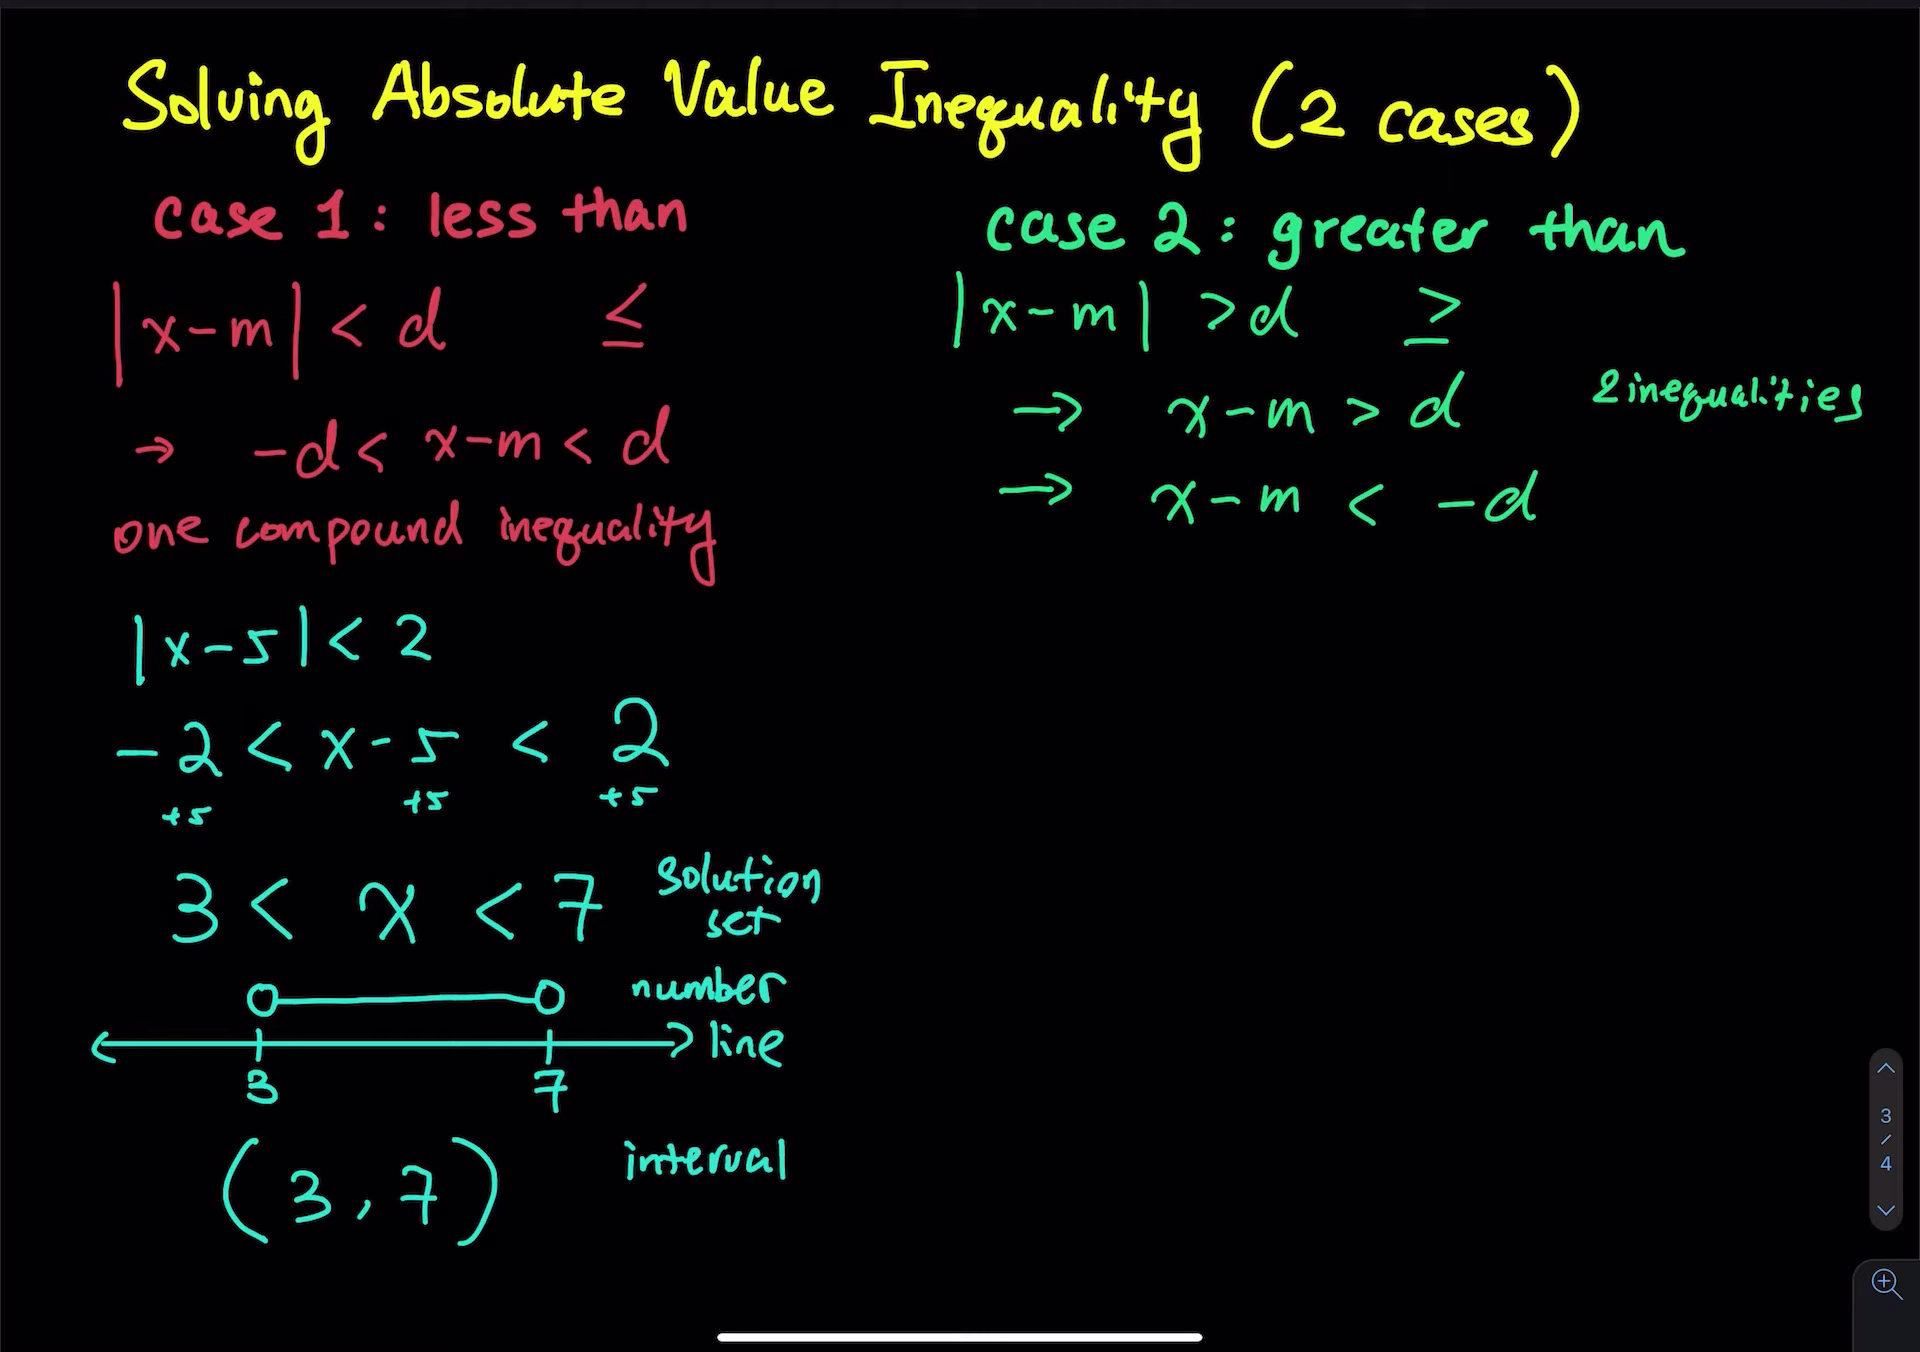 Solving Absolute Value Inequality (2 cases)
case 1: less than
|x-m| < d ≤
→ -d < x-m < d
one compound inequality
|x-5| < 2
-2 < x-5 < 2
+5 +5 +5
3 < x < 7 solution
set
number
line
3 7
(3,7) interval
case 2: greater than
|x-m| > d ≥
→ x-m > d 2 inequalities
→ x-m < -d
3
/
4